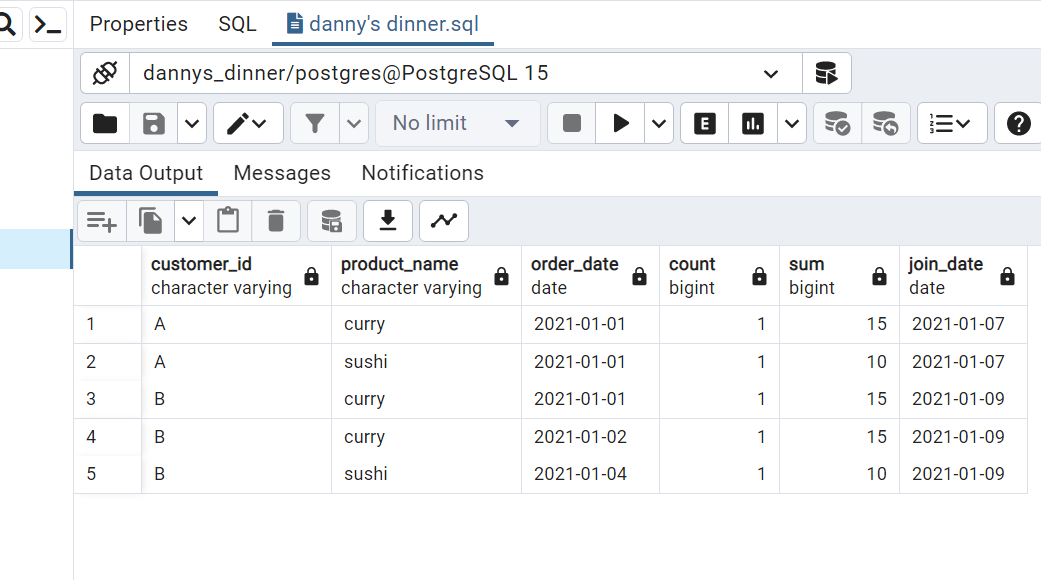 Properties SQL danny's dinner.sql
dannys_dinner/postgres@PostgreSQL 15
No limit E 1 2 3 ?
Data Output Messages Notifications
customer_id product_name order_date count sum join_date
character varying character varying date bigint bigint date
1 A curry 2021-01-01 1 15 2021-01-07
2 A sushi 2021-01-01 1 10 2021-01-07
3 B curry 2021-01-01 1 15 2021-01-09
4 B curry 2021-01-02 1 15 2021-01-09
5 B sushi 2021-01-04 1 10 2021-01-09